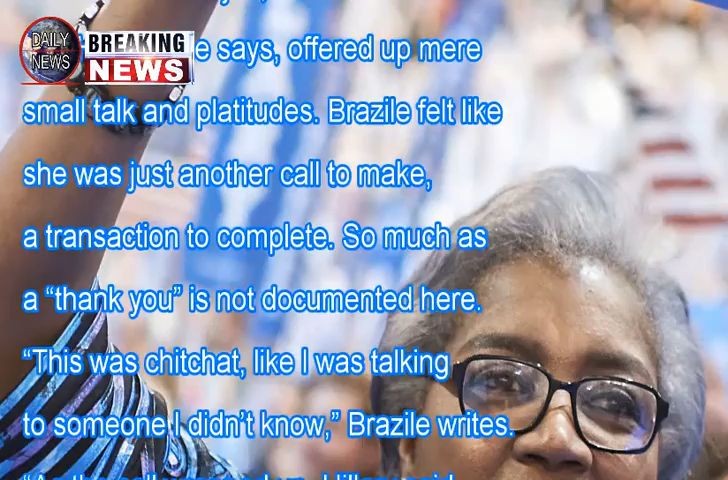 DAILY
NEWS
BREAKING
NEWS
says, offered up mere
small talk and platitudes. Brazile felt like
she was just another call to make,
a transaction to complete. So much as
a “thank you” is not documented here.
“This was chitchat, like I was talking
to someone I didn’t know,” Brazile writes.